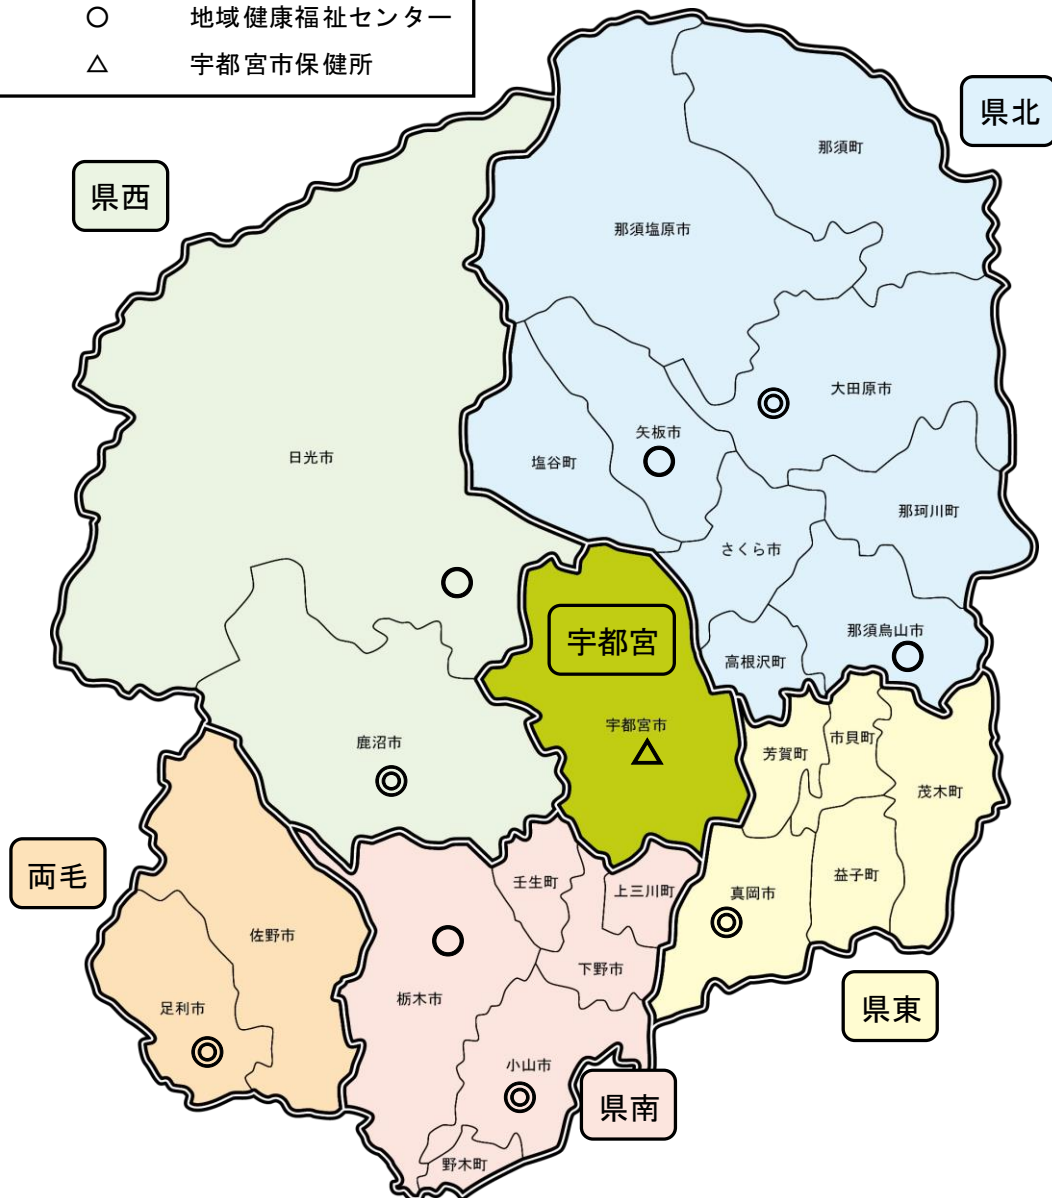 ○ 地域健康福祉センター
△ 宇都宮市保健所
県北
那須町
県西
那須塩原市
大田原市
矢板市
日光市
塩谷町
那珂川町
さくら市
那須烏山市
宇都宮
高根沢町
宇都宮市
市貝町
鹿沼市
芳賀町
茂木町
両毛
壬生町
益子町
上三川町
真岡市
佐野市
下野市
栃木市
足利市
県東
小山市
県南
野木町